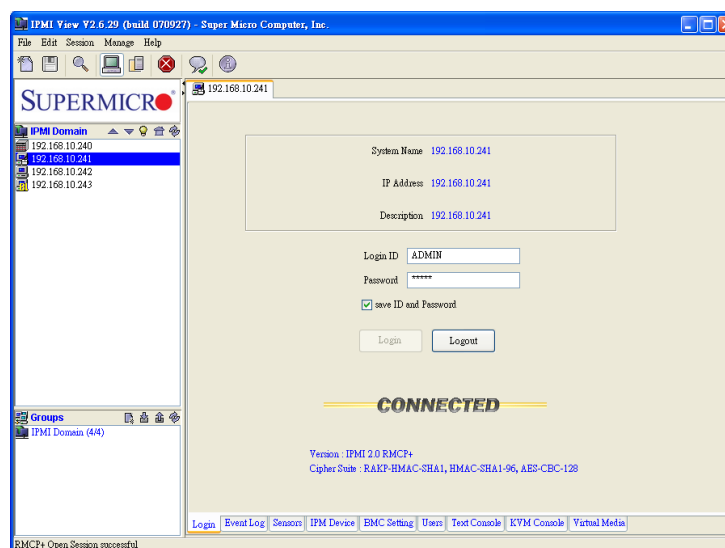 IPMI View V2.6.29 (build 070927) - Super Micro Computer, Inc.
File Edit Session Manage Help
SUPERMICRO
192.168.10.241
IPMI Domain
192.168.10.240
192.168.10.241
192.168.10.242
192.168.10.243
System Name 192.168.10.241
IP Address 192.168.10.241
Description 192.168.10.241
Login ID ADMIN
Password *****
save ID and Password
Login Logout
CONNECTED
Groups
IPMI Domain (4/4)
Version : IPMI 2.0 RMCP+
Cipher Suite : RAKP-HMAC-SHA1, HMAC-SHA1-96, AES-CBC-128
Login Event Log Sensors IPM Device BMC Setting Users Text Console KVM Console Virtual Media
RMCP+ Open Session successful